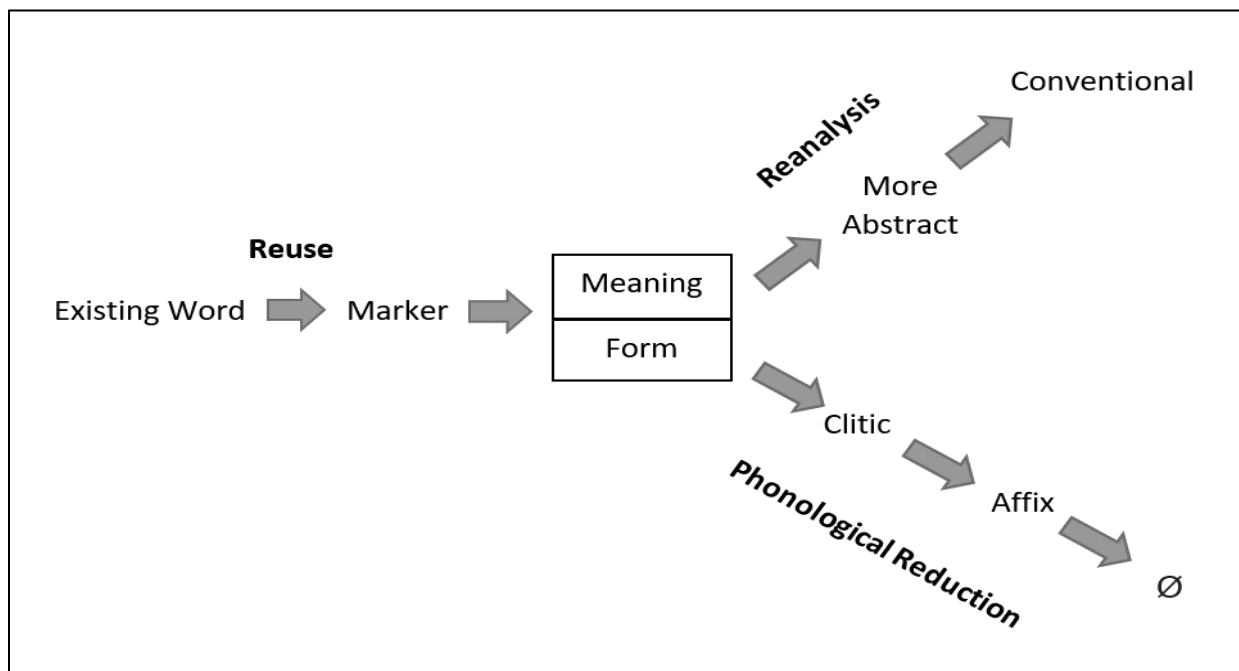 Reuse
Existing Word
Marker
Meaning
Form
Reanalysis
More
Abstract
Conventional
Clitic
Affix
Ø
Phonological Reduction